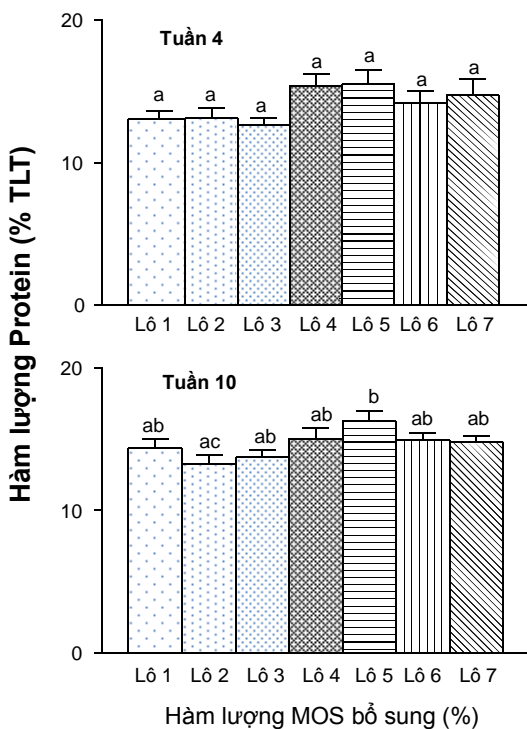 Hàm lượng Protein (% TLT)
20
Tuần 4
a a a a a a a
10
0
Lô 1 Lô 2 Lô 3 Lô 4 Lô 5 Lô 6 Lô 7
20
Tuần 10
ab ac ab ab b ab ab
10
0
Lô 1 Lô 2 Lô 3 Lô 4 Lô 5 Lô 6 Lô 7
Hàm lượng MOS bổ sung (%)